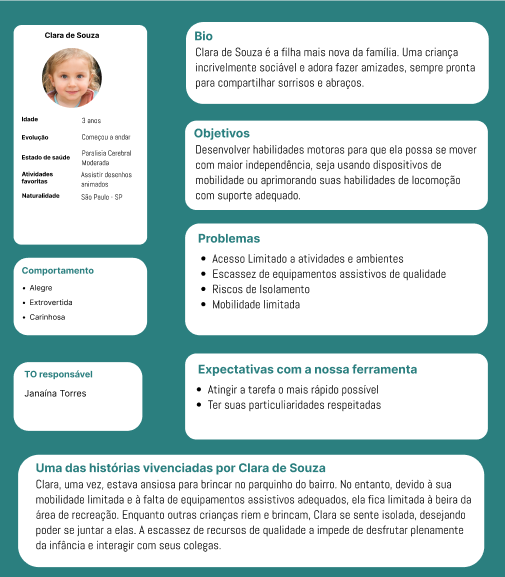 Clara de Souza
Idade 3 anos
Evolução Começou a andar
Estado de saúde Paralisia Cerebral
Moderada
Atividades Assistir desenhos
favoritas animados
Naturalidade São Paulo - SP
Comportamento
• Alegre
• Extrovertida
• Carinhosa
TO responsável
Janaína Torres
Bio
Clara de Souza é a filha mais nova da família. Uma criança
incrivelmente sociável e adora fazer amizades, sempre pronta
para compartilhar sorrisos e abraços.
Objetivos
Desenvolver habilidades motoras para que ela possa se mover
com maior independência, seja usando dispositivos de
mobilidade ou aprimorando suas habilidades de locomoção
com suporte adequado.
Problemas
• Acesso Limitado a atividades e ambientes
• Escassez de equipamentos assistivos de qualidade
• Riscos de Isolamento
• Mobilidade limitada
Expectativas com a nossa ferramenta
• Atingir a tarefa o mais rápido possível
• Ter suas particuliaridades respeitadas
Uma das histórias vivenciadas por Clara de Souza
Clara, uma vez, estava ansiosa para brincar no parquinho do bairro. No entanto, devido à sua
mobilidade limitada e à falta de equipamentos assistivos adequados, ela fica limitada à beira da
área de recreação. Enquanto outras crianças riem e brincam, Clara se sente isolada, desejando
poder se juntar a elas. A escassez de recursos de qualidade a impede de desfrutar plenamente
da infância e interagir com seus colegas.